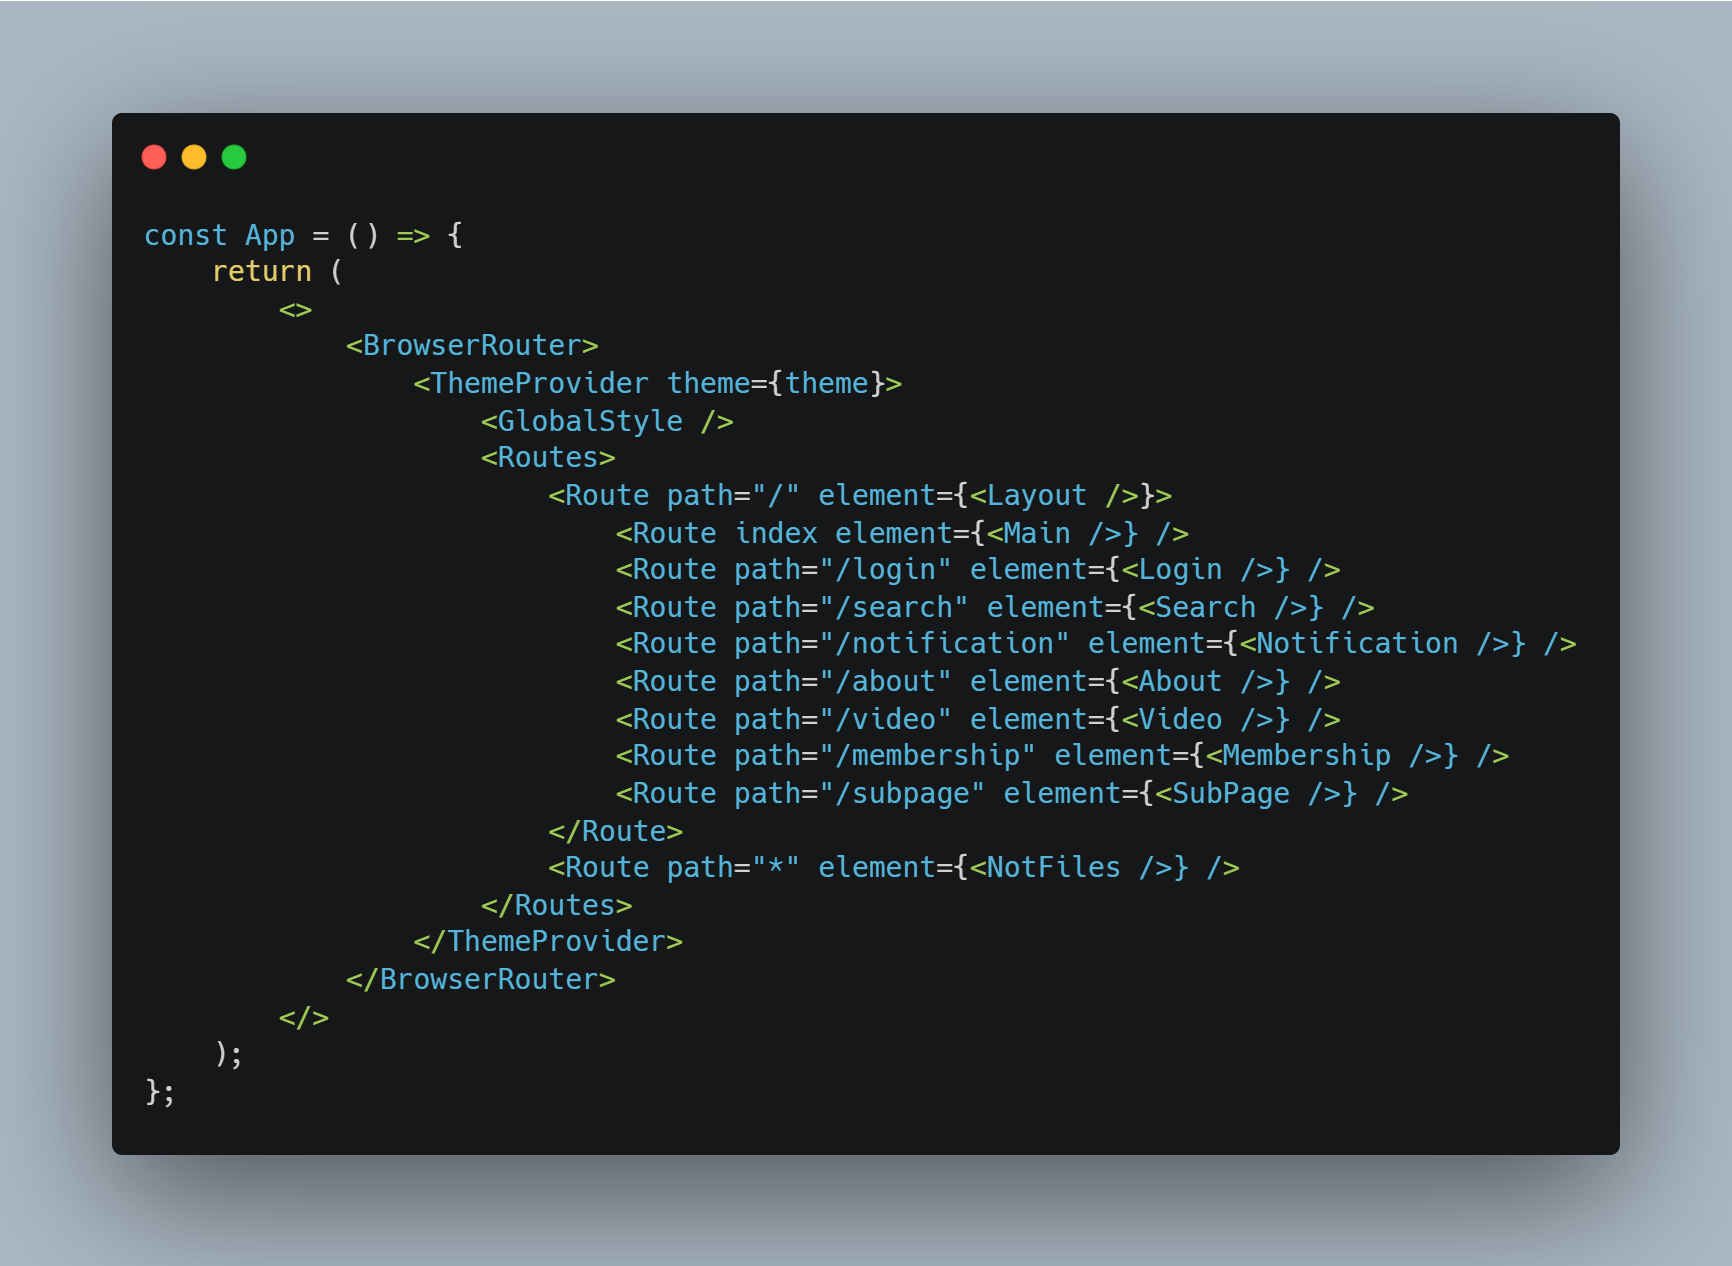 const App = () => {
    return (
        <>
            <BrowserRouter>
                <ThemeProvider theme={theme}>
                    <GlobalStyle />
                    <Routes>
                        <Route path="/" element={<Layout />}>
                            <Route index element={<Main />} />
                            <Route path="/login" element={<Login />} />
                            <Route path="/search" element={<Search />} />
                            <Route path="/notification" element={<Notification />} />
                            <Route path="/about" element={<About />} />
                            <Route path="/video" element={<Video />} />
                            <Route path="/membership" element={<Membership />} />
                            <Route path="/subpage" element={<SubPage />} />
                        </Route>
                        <Route path="*" element={<NotFiles />} />
                    </Routes>
                </ThemeProvider>
            </BrowserRouter>
        </>
    );
};